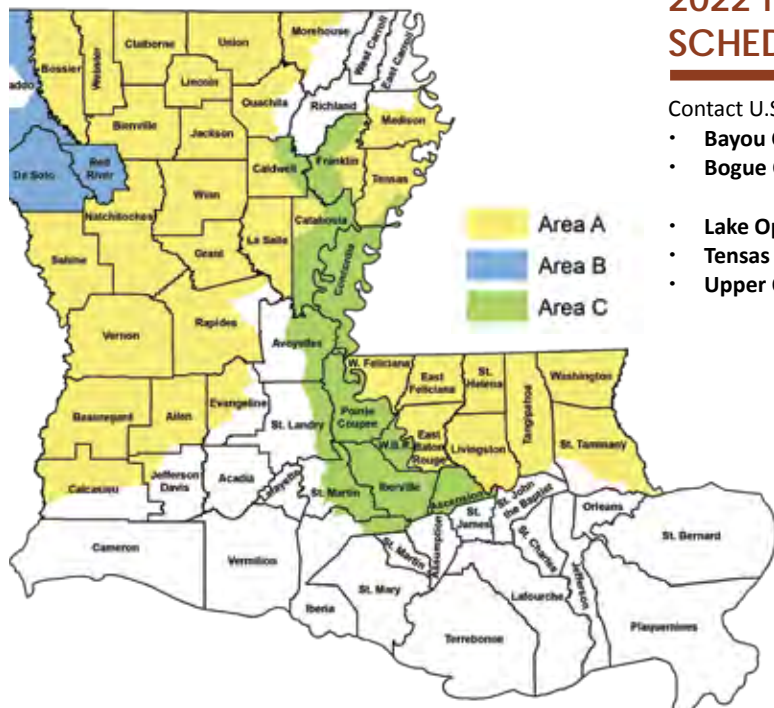 2022 T
SCHED
Contact U.S
• Bayou
• Bogue
• Lake Op
• Tensas
• Upper
Area A
Area B
Area C
Morehouse
West Carroll
East Carroll
Claiborne
Union
Bossier
Webster
addo
Lincoln
Ouachita
Richland
Madison
Bienville
Jackson
Franklin
Caldwell
Tensas
De Soto
Red
River
Winn
Natchitoches
Catahoula
La Salle
Grant
Sabine
Concordia
Rapides
Vernon
Avoyelles
W. Feliciana
East
Feliciana
St.
Helena
Tangipahoa
Washington
Evangeline
Beauregard
Allen
Pointe
Coupee
St. Landry
W.B.R.
East
Baton
Rouge
Livingston
St. Tammany
Calcasieu
Jefferson
Davis
Acadia
Lafayette
St. Martin
Iberville
Ascension
St. John
the Baptist
St.
James
Orleans
St. Bernard
Cameron
Vermilion
St. Martin
Assumption
St. Charles
Jefferson
Iberia
St. Mary
Lafourche
Terrebonne
Plaquemines